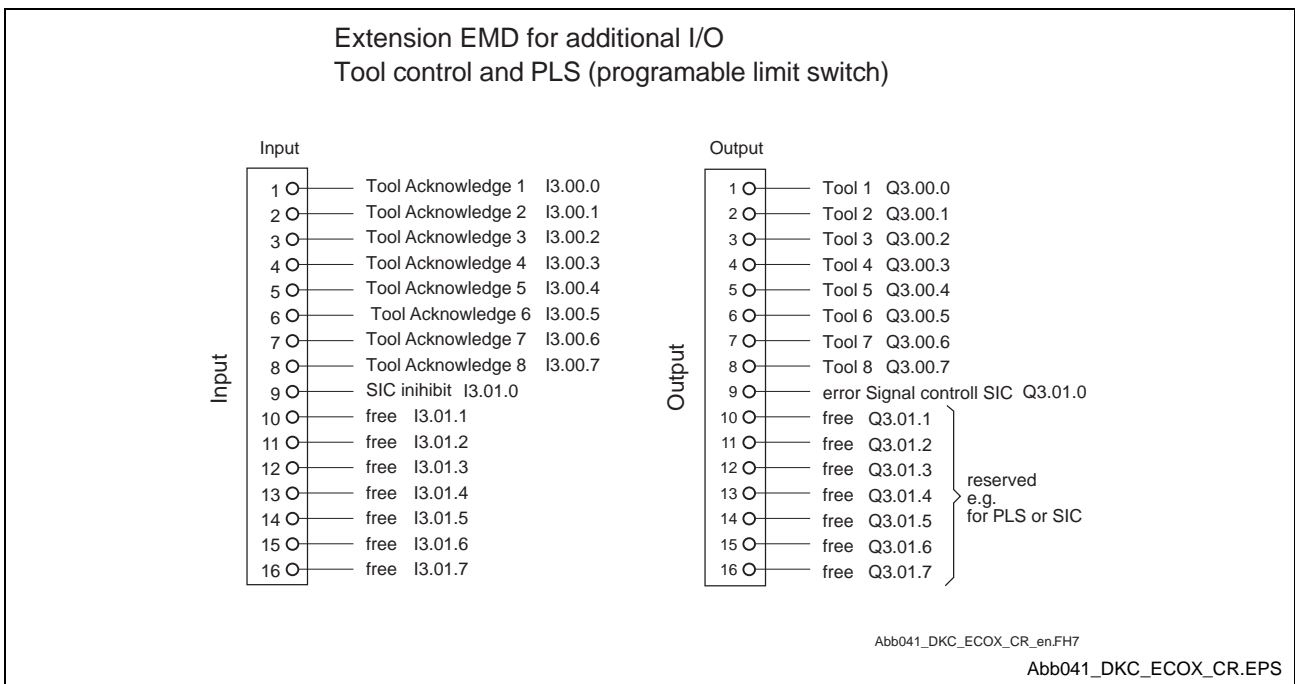 Extension EMD for additional I/O
Tool control and PLS (programable limit switch)
Input
Input
1 Tool Acknowledge 1 I3.00.0
2 Tool Acknowledge 2 I3.00.1
3 Tool Acknowledge 3 I3.00.2
4 Tool Acknowledge 4 I3.00.3
5 Tool Acknowledge 5 I3.00.4
6 Tool Acknowledge 6 I3.00.5
7 Tool Acknowledge 7 I3.00.6
8 Tool Acknowledge 8 I3.00.7
9 SIC inihibit I3.01.0
10 free I3.01.1
11 free I3.01.2
12 free I3.01.3
13 free I3.01.4
14 free I3.01.5
15 free I3.01.6
16 free I3.01.7
Output
Output
1 Tool 1 Q3.00.0
2 Tool 2 Q3.00.1
3 Tool 3 Q3.00.2
4 Tool 4 Q3.00.3
5 Tool 5 Q3.00.4
6 Tool 6 Q3.00.5
7 Tool 7 Q3.00.6
8 Tool 8 Q3.00.7
9 error Signal controll SIC Q3.01.0
10 free Q3.01.1
11 free Q3.01.2
12 free Q3.01.3
13 free Q3.01.4
14 free Q3.01.5
15 free Q3.01.6
16 free Q3.01.7
reserved
e.g.
for PLS or SIC
Abb041_DKC_ECOX_CR_en.FH7
Abb041_DKC_ECOX_CR.EPS